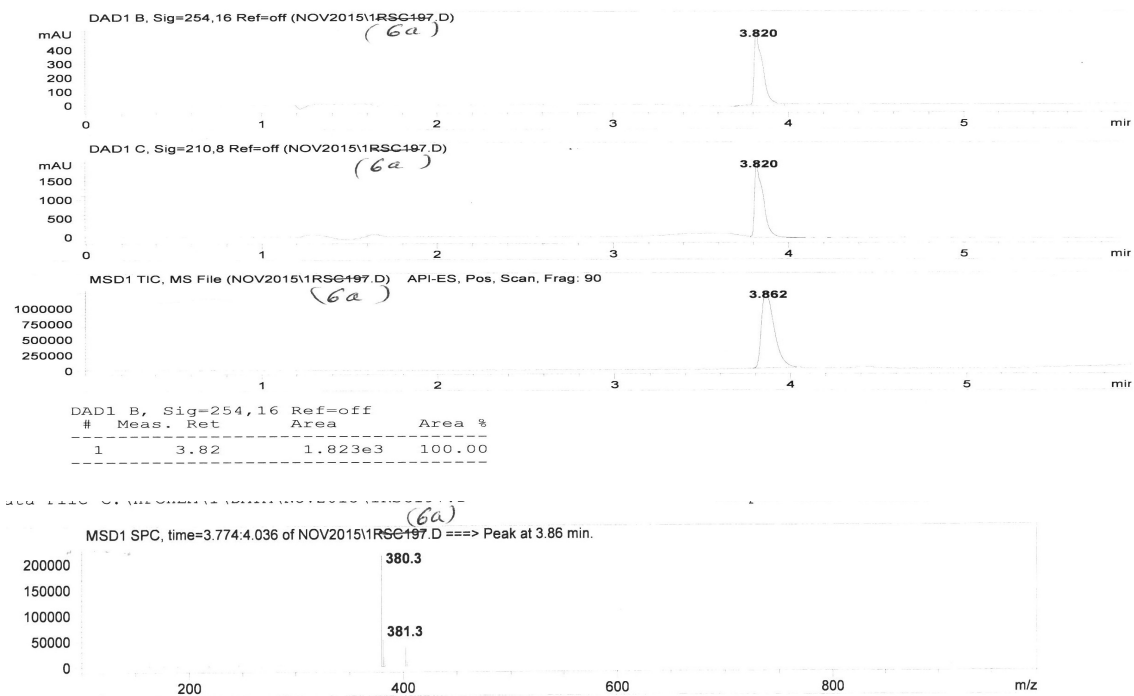 DAD1 B, Sig=254,16 Ref=off (NOV2015\1RSC197.D)
(6a)
mAU
3.820
400
300
200
100
0
0 1 2 3 4 5 mir
DAD1 C, Sig=210,8 Ref=off (NOV2015\1RSC197.D)
(6a)
mAU
3.820
1500
1000
500
0
0 1 2 3 4 5 mir
MSD1 TIC, MS File (NOV2015\1RSC197.D) API-ES, Pos, Scan, Frag: 90
(6a)
3.862
1000000
750000
500000
250000
0
1 2 3 4 5 mir
DAD1 B, Sig=254,16 Ref=off
# Meas. Ret Area Area %
1 3.82 1.823e3 100.00
(6a)
MSD1 SPC, time=3.774:4.036 of NOV2015\1RSC197.D ===> Peak at 3.86 min.
200000
380.3
150000
100000
381.3
50000
0
200 400 600 800 m/z